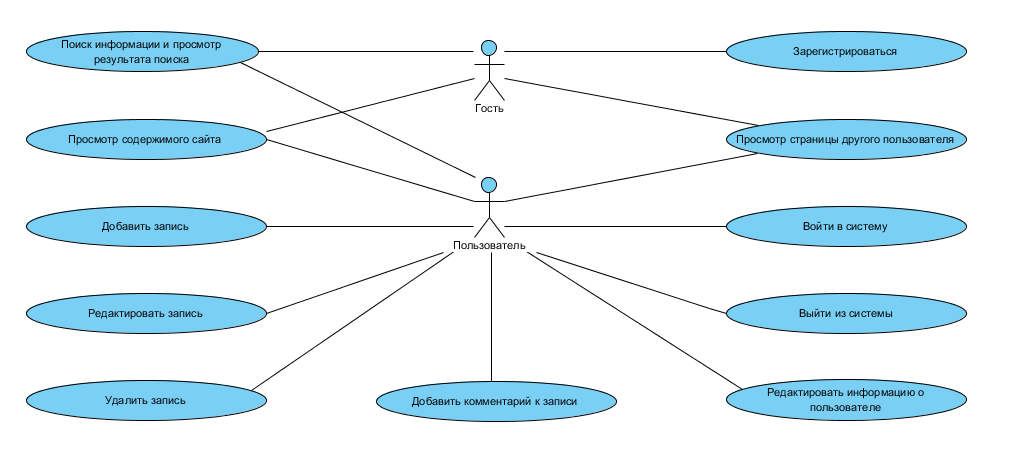 Поиск информации и просмотр
результата поиска
Зарегистрироваться
Гость
Просмотр содержимого сайта
Просмотр страницы другого пользователя
Добавить запись
Войти в систему
Пользователь
Редактировать запись
Выйти из системы
Удалить запись
Добавить комментарий к записи
Редактировать информацию о
пользователе